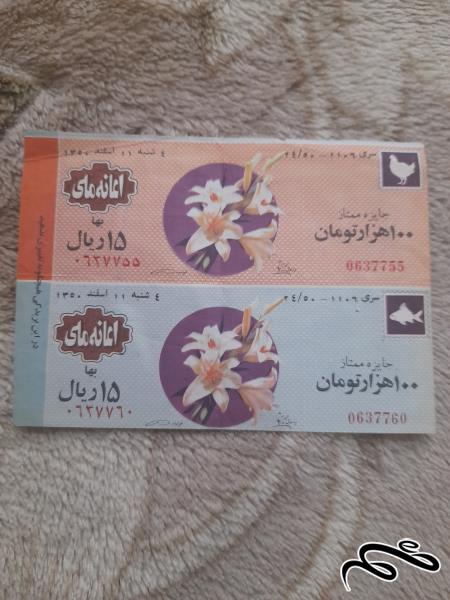 سری ۱۱۰۶ - ۲۴/۵۰
۴ شنبه ۱۱ اسفند ۱۳۵۰
اعانه ملی
بها
۱۵ ریال
۰۶۳۷۷۵۵
جایزه ممتاز
۱۰۰ هزار تومان
0637755
سری ۱۱۰۶ - ۲۴/۵۰
۴ شنبه ۱۱ اسفند ۱۳۵۰
اعانه ملی
بها
۱۵ ریال
۰۶۳۷۷۶۰
جایزه ممتاز
۱۰۰ هزار تومان
0637760